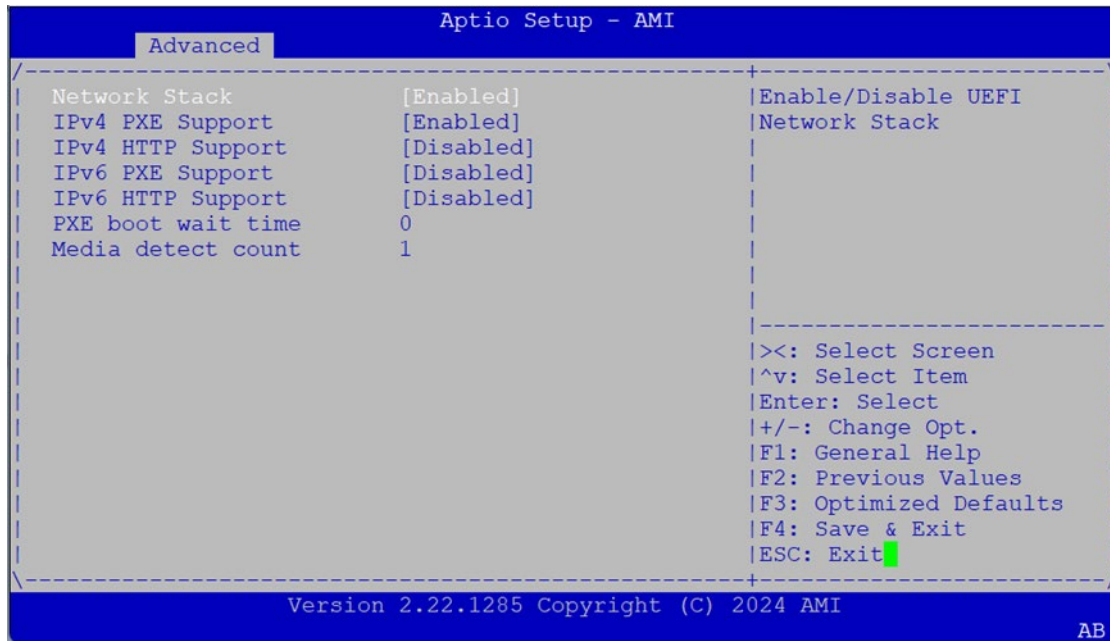 Aptio Setup - AMI
Advanced
Network Stack [Enabled]
IPv4 PXE Support [Enabled]
IPv4 HTTP Support [Disabled]
IPv6 PXE Support [Disabled]
IPv6 HTTP Support [Disabled]
PXE boot wait time 0
Media detect count 1
Enable/Disable UEFI
Network Stack
><: Select Screen
^v: Select Item
Enter: Select
+/-: Change Opt.
F1: General Help
F2: Previous Values
F3: Optimized Defaults
F4: Save & Exit
ESC: Exit
Version 2.22.1285 Copyright (C) 2024 AMI
AB